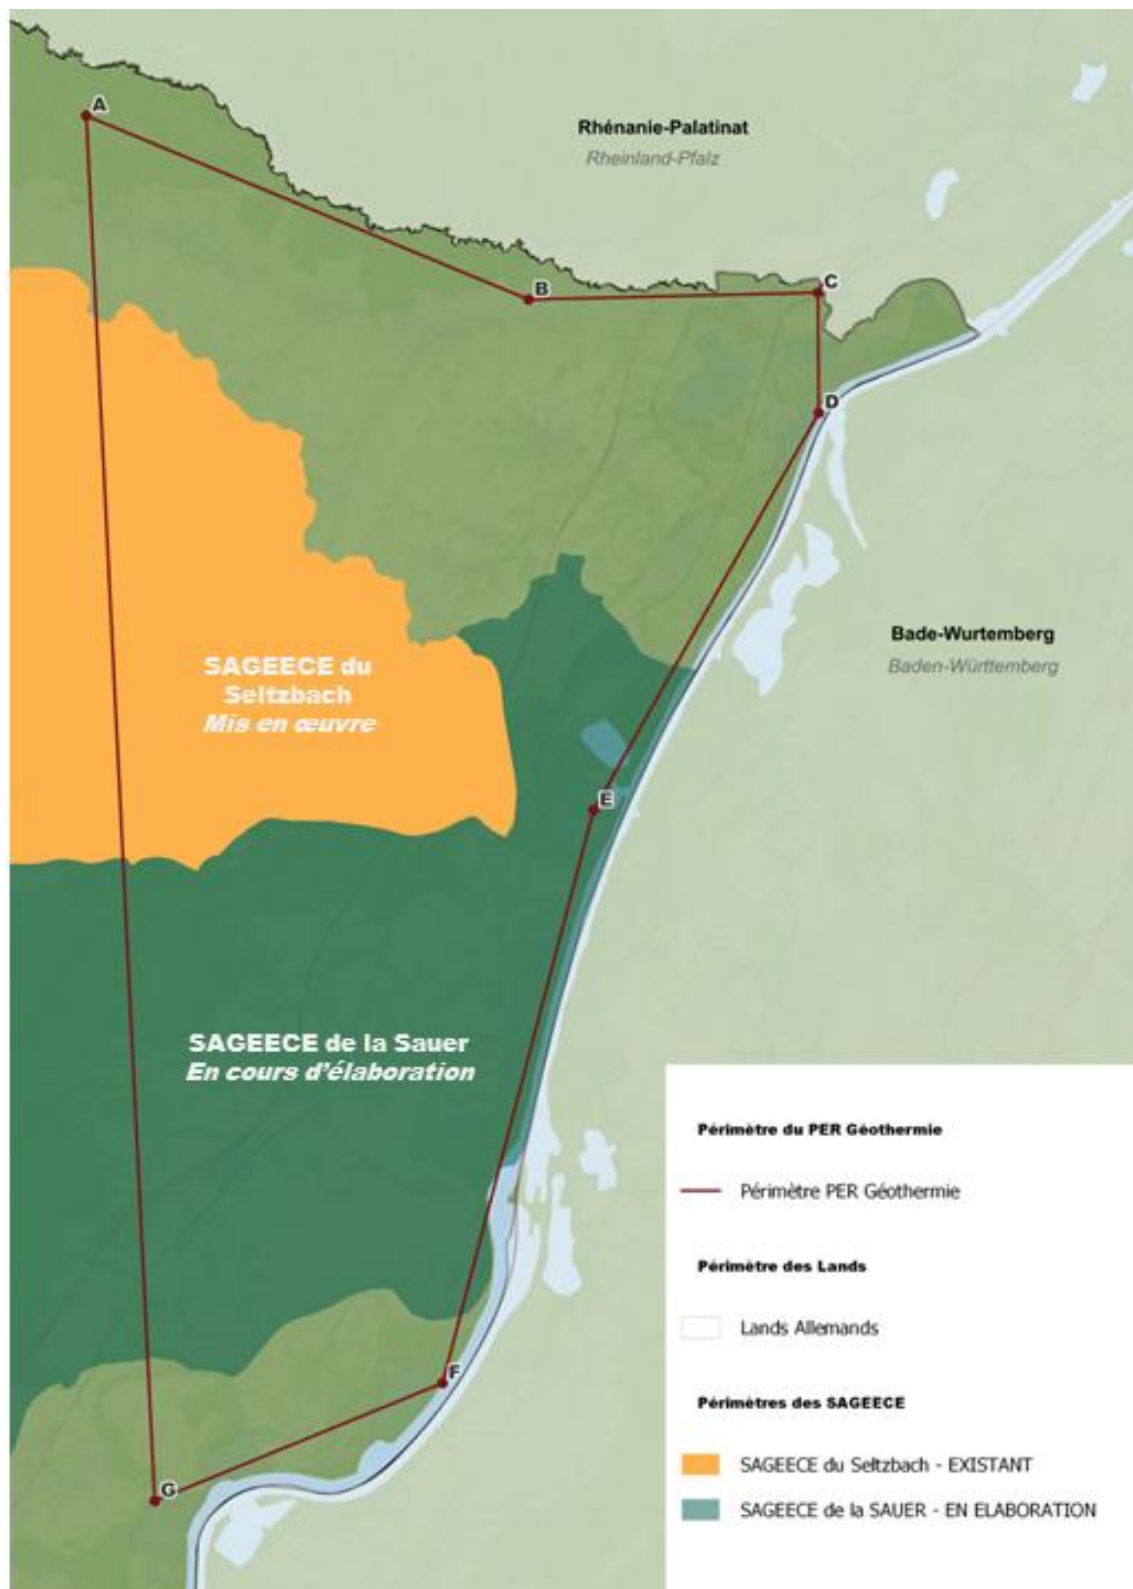 A
Rhénanie-Palatinat
Rheinland-Pfalz
B
C
D
Bade-Wurtemberg
Baden-Württemberg
SAGEECE du
Seltzbach
Mis en œuvre
E
SAGEECE de la Sauer
En cours d'élaboration
F
G
Périmètre du PER Géothermie
Périmètre PER Géothermie
Périmètre des Lands
Lands Allemands
Périmètres des SAGEECE
SAGEECE du Seltzbach - EXISTANT
SAGEECE de la SAUER - EN ELABORATION